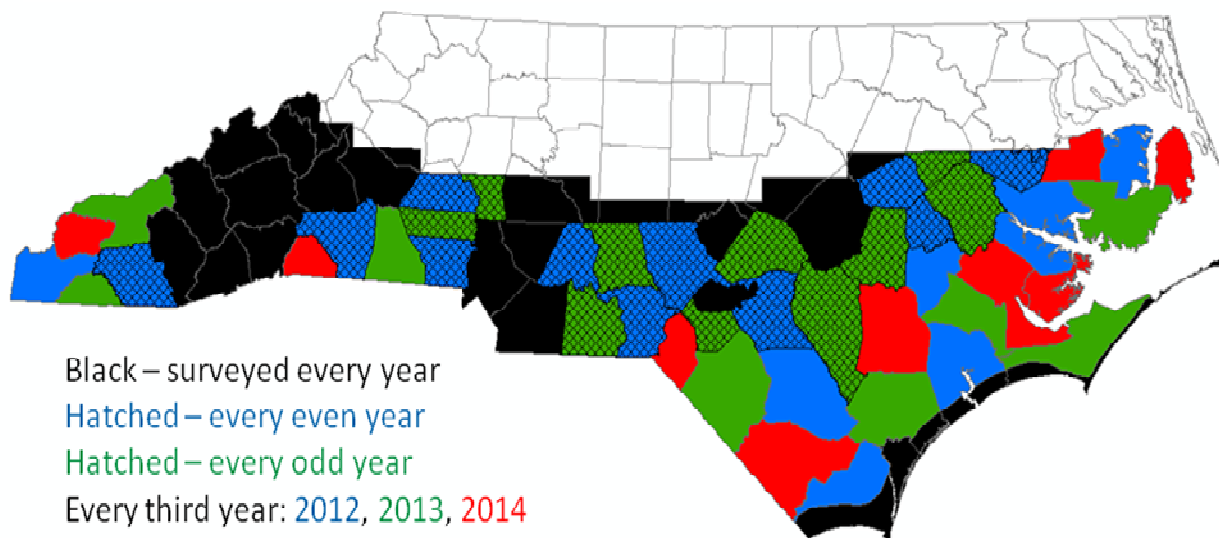 Black – surveyed every year
Hatched – every even year
Hatched – every odd year
Every third year: 2012, 2013, 2014